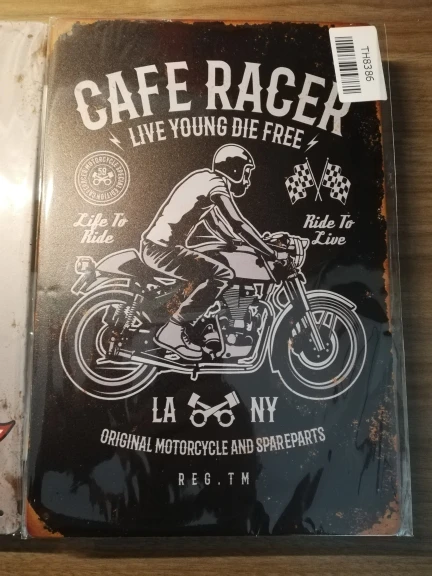 CAFE RACER
TH8386
LIVE YOUNG DIE FREE
56
Life To
Ride
Ride To
Live
LA NY
ORIGINAL MOTORCYCLE AND SPAREPARTS
REG.TM